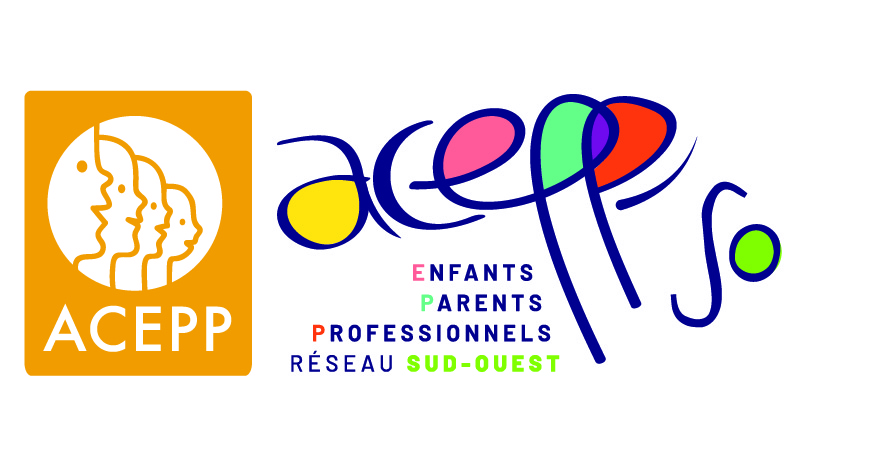 ACEPP
acepp so
ENFANTS
PARENTS
PROFESSIONNELS
RÉSEAU SUD-OUEST